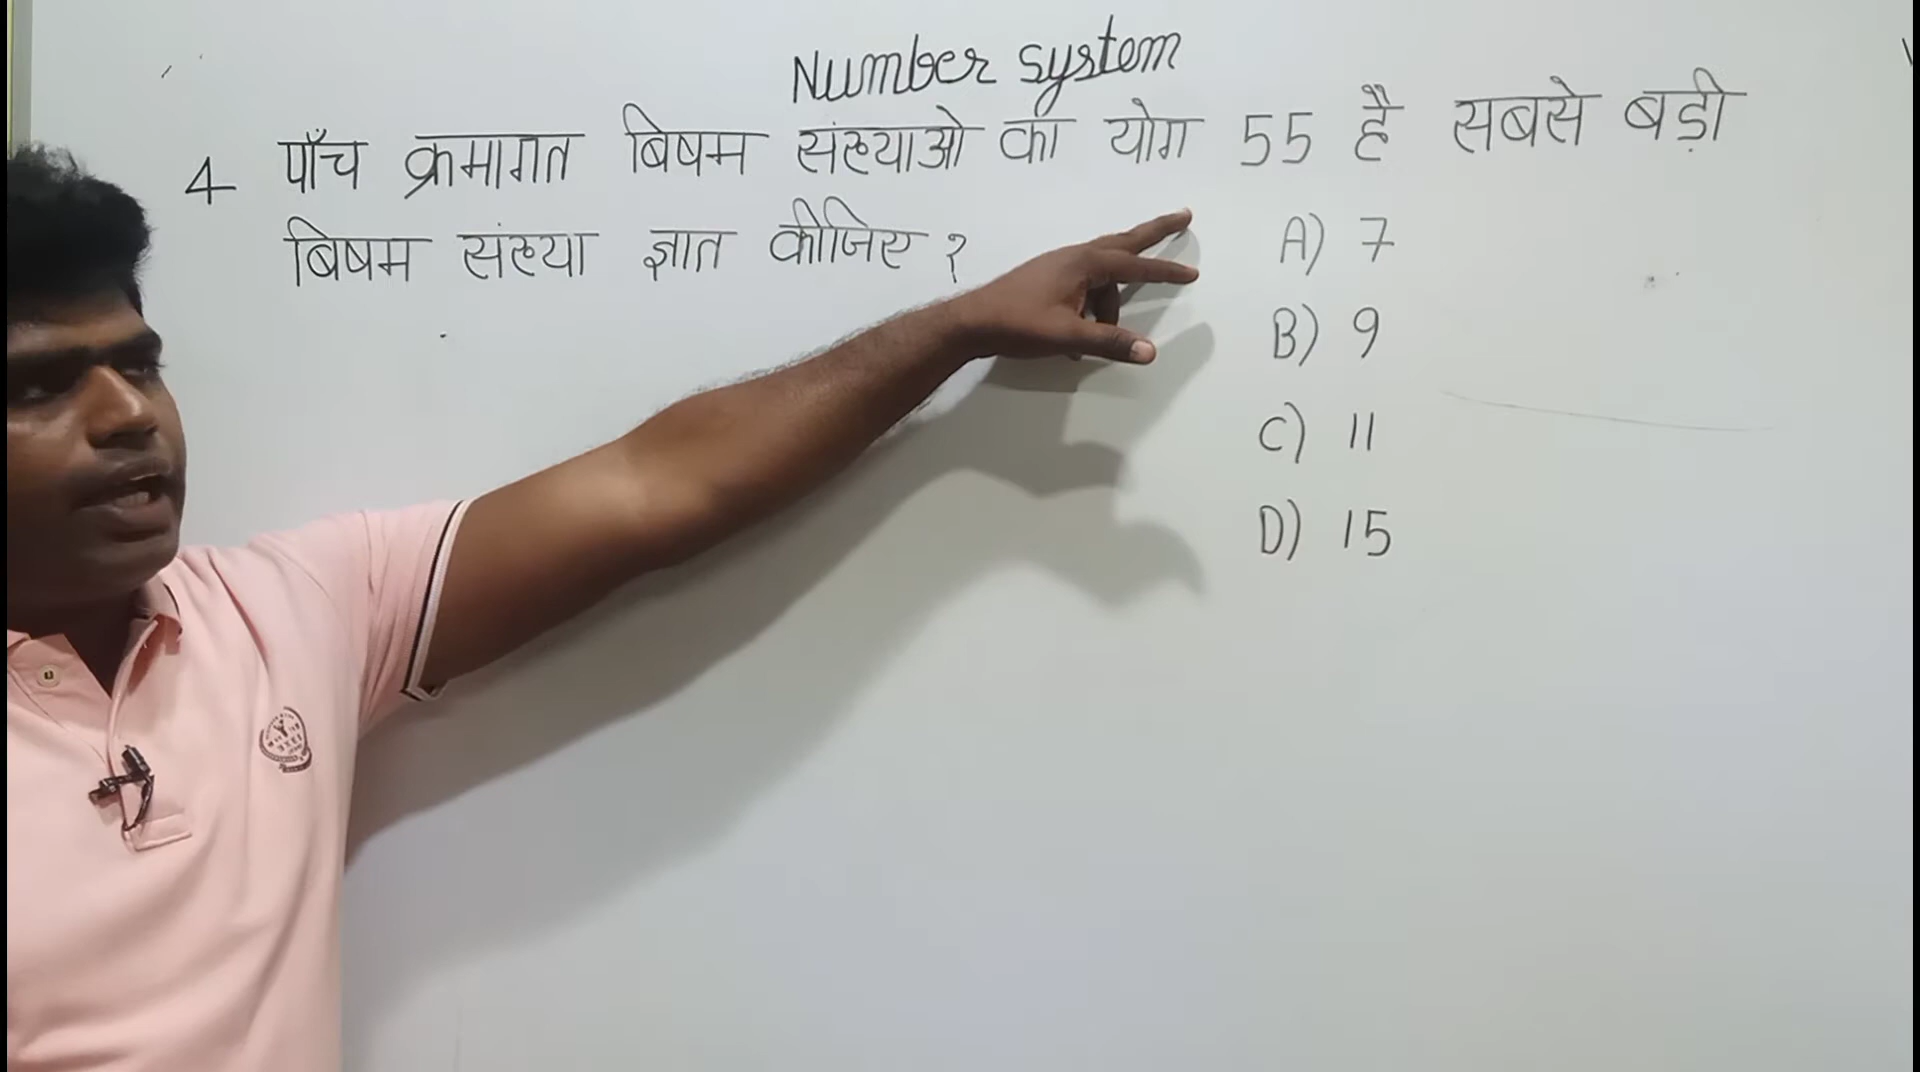 Number system
4 पाँच क्रमागत बिषम संख्याओ का योग 55 है सबसे बड़ी
बिषम संख्या ज्ञात कीजिए ?
A) 7
B) 9
C) 11
D) 15